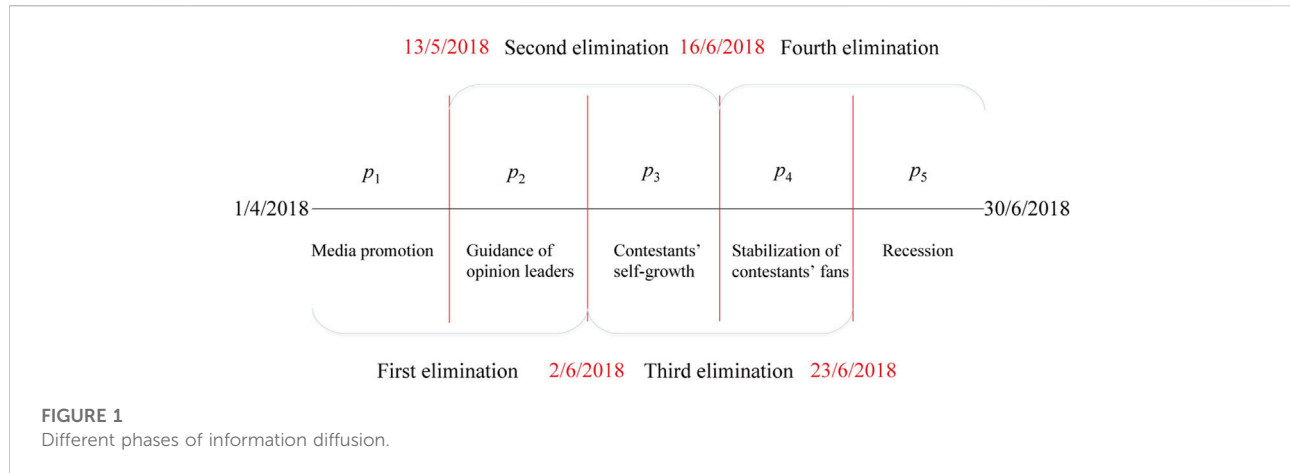 13/5/2018 Second elimination 16/6/2018 Fourth elimination
p1 p2 p3 p4 p5
1/4/2018 30/6/2018
Media promotion
Guidance of
opinion leaders
Contestants'
self-growth
Stabilization of
contestants' fans
Recession
First elimination 2/6/2018 Third elimination 23/6/2018
FIGURE 1
Different phases of information diffusion.